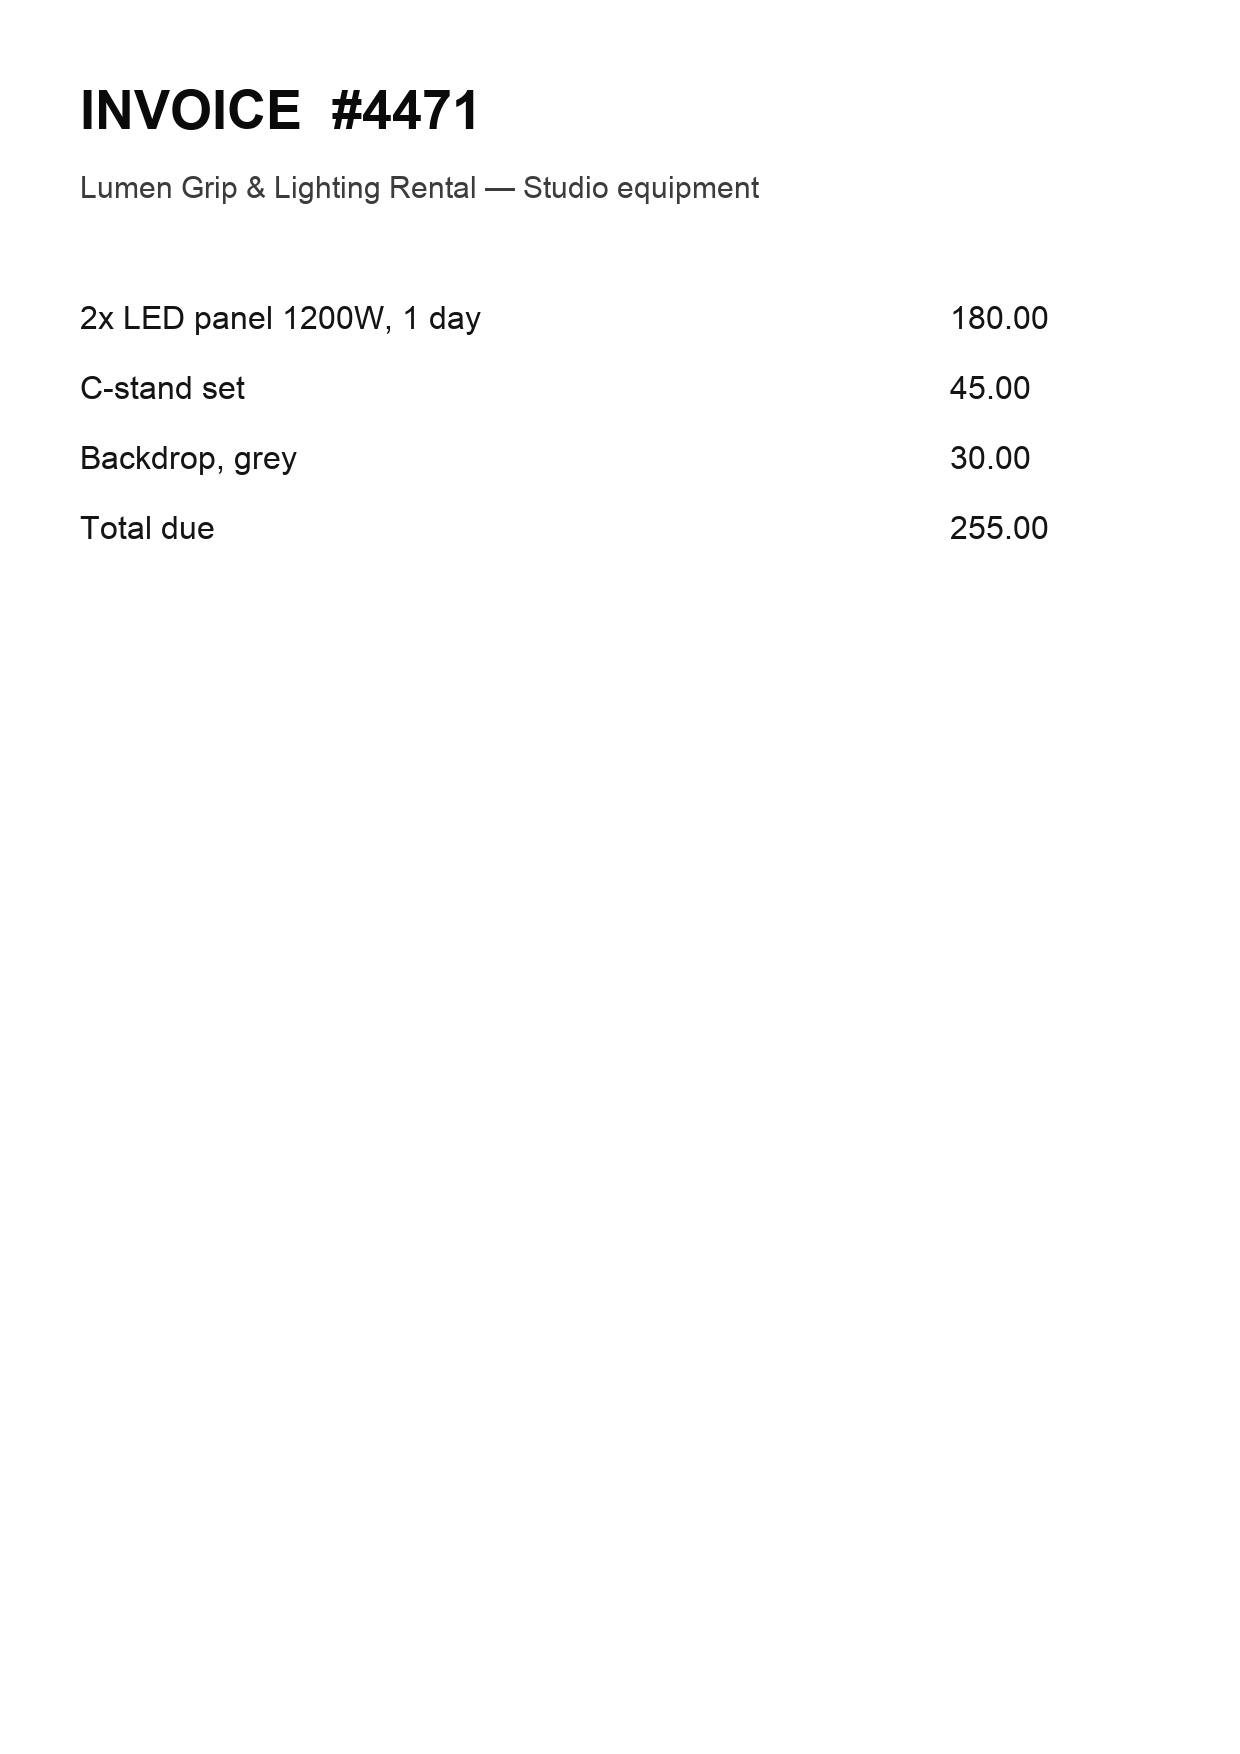 INVOICE #4471
Lumen Grip & Lighting Rental — Studio equipment
2x LED panel 1200W, 1 day 180.00
C-stand set 45.00
Backdrop, grey 30.00
Total due 255.00